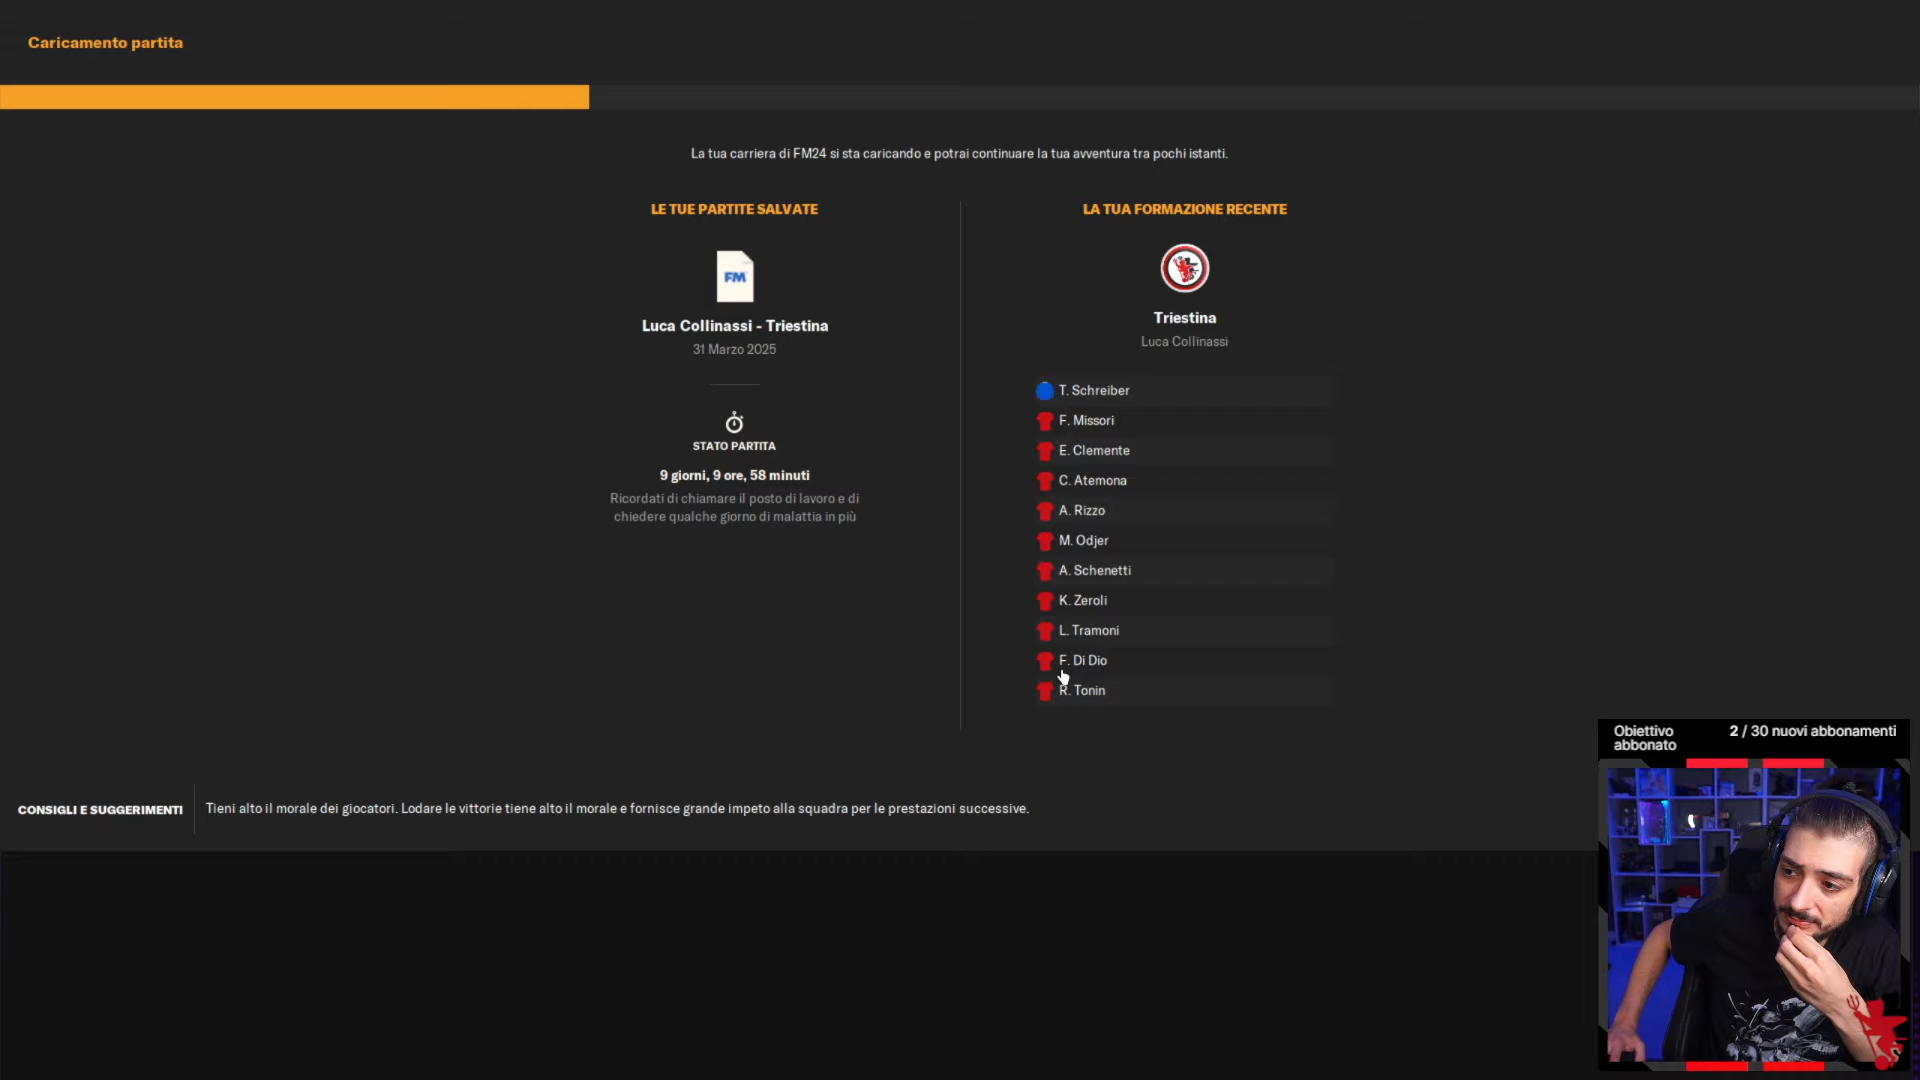 Caricamento partita
La tua carriera di FM24 si sta caricando e potrai continuare la tua avventura tra pochi istanti.
LE TUE PARTITE SALVATE
FM
Luca Collinassi - Triestina
31 Marzo 2025
STATO PARTITA
9 giorni, 9 ore, 58 minuti
Ricordati di chiamare il posto di lavoro e di
chiedere qualche giorno di malattia in più
LA TUA FORMAZIONE RECENTE
Triestina
Luca Collinassi
T. Schreiber
F. Missori
E. Clemente
C. Atemona
A. Rizzo
M. Odjer
A. Schenetti
K. Zeroli
L. Tramoni
F. Di Dio
R. Tonin
CONSIGLI E SUGGERIMENTI
Tieni alto il morale dei giocatori. Lodare le vittorie tiene alto il morale e fornisce grande impeto alla squadra per le prestazioni successive.
Obiettivo
abbonato
2 / 30 nuovi abbonamenti